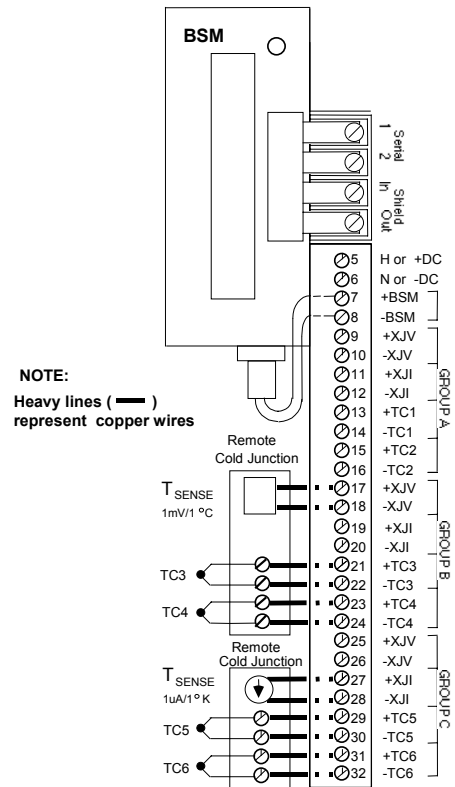 BSM
1 Serial
2
In Shield
Out
5 H or +DC
6 N or -DC
7 +BSM
8 -BSM
9 +XJV
10 -XJV
11 +XJI
12 -XJI
13 +TC1
14 -TC1
15 +TC2
16 -TC2
GROUP A
NOTE:
Heavy lines ( ) 
represent copper wires
Remote
Cold Junction
T SENSE
1mV/1 °C
TC3
TC4
17 +XJV
18 -XJV
19 +XJI
20 -XJI
21 +TC3
22 -TC3
23 +TC4
24 -TC4
GROUP B
Remote
Cold Junction
T SENSE
1uA/1° K
TC5
TC6
25 +XJV
26 -XJV
27 +XJI
28 -XJI
29 +TC5
30 -TC5
31 +TC6
32 -TC6
GROUP C